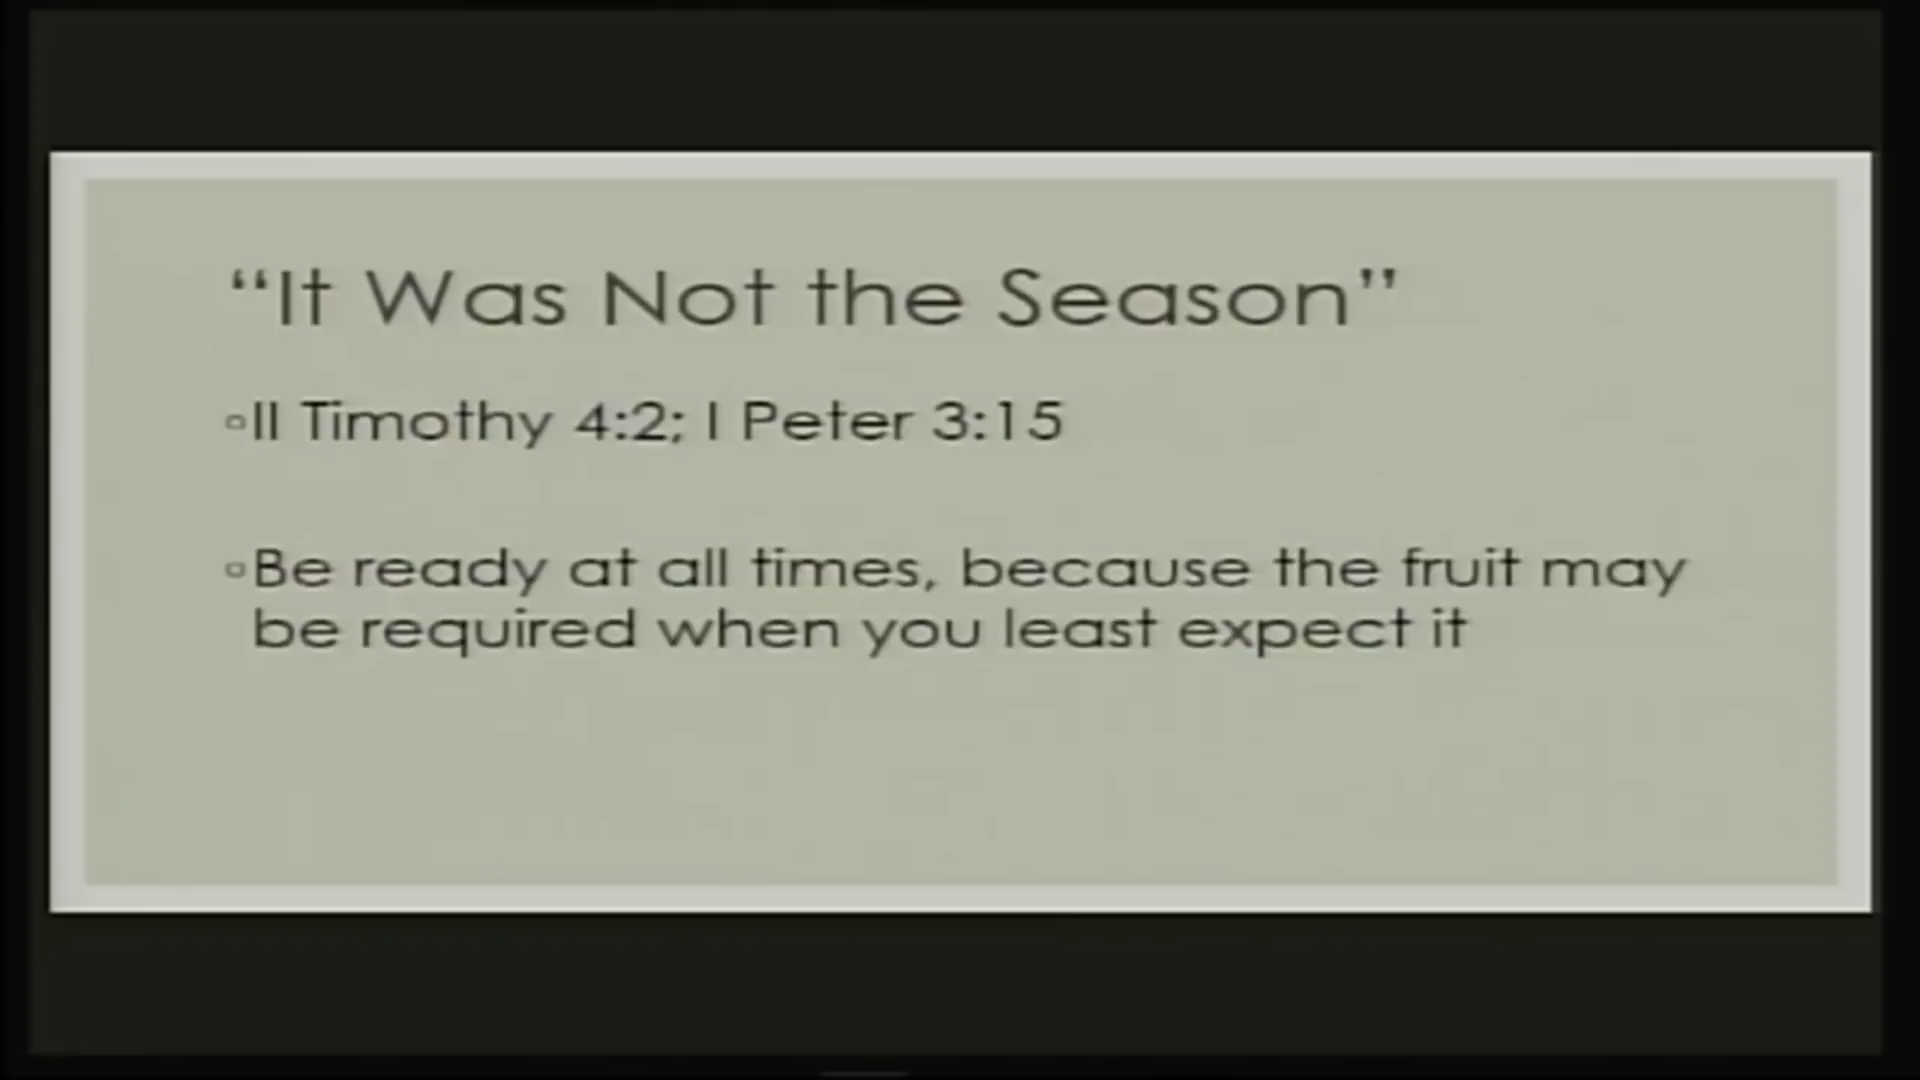 “It Was Not the Season”
▫II Timothy 4:2; I Peter 3:15
▫Be ready at all times, because the fruit may
be required when you least expect it